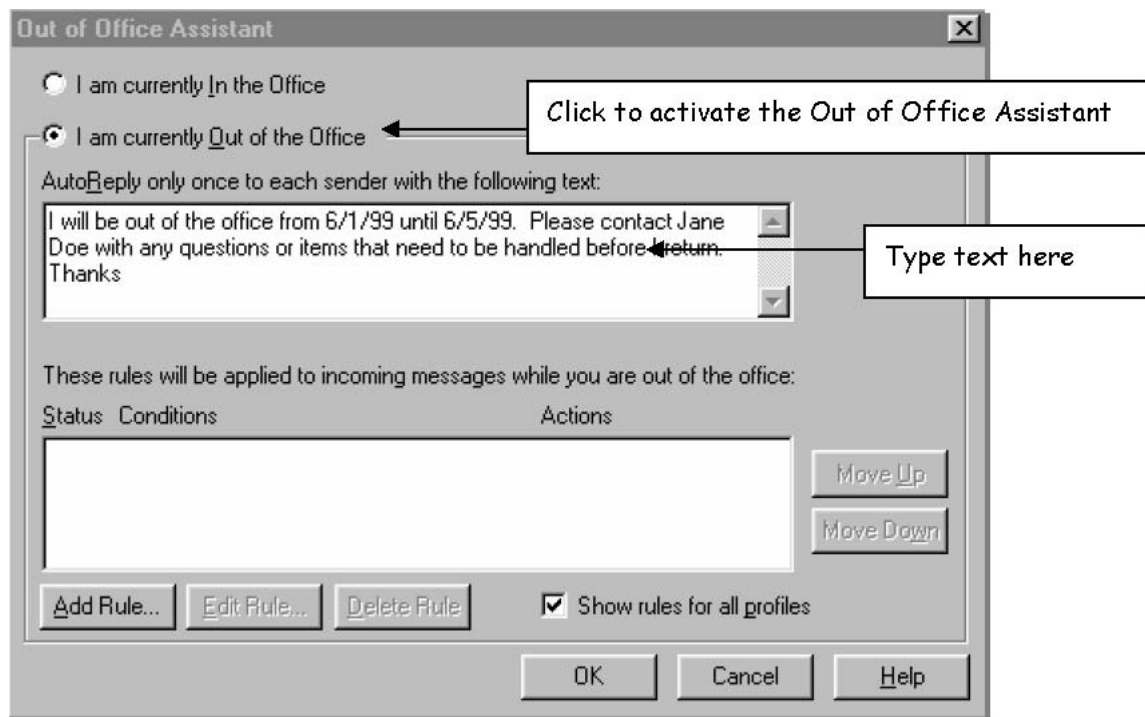 Out of Office Assistant
I am currently In the Office
Click to activate the Out of Office Assistant
I am currently Out of the Office
AutoReply only once to each sender with the following text:
I will be out of the office from 6/1/99 until 6/5/99. Please contact Jane
Doe with any questions or items that need to be handled before return.
Thanks
Type text here
These rules will be applied to incoming messages while you are out of the office:
Status Conditions Actions
Move Up
Move Down
Add Rule... Edit Rule... Delete Rule Show rules for all profiles
OK Cancel Help